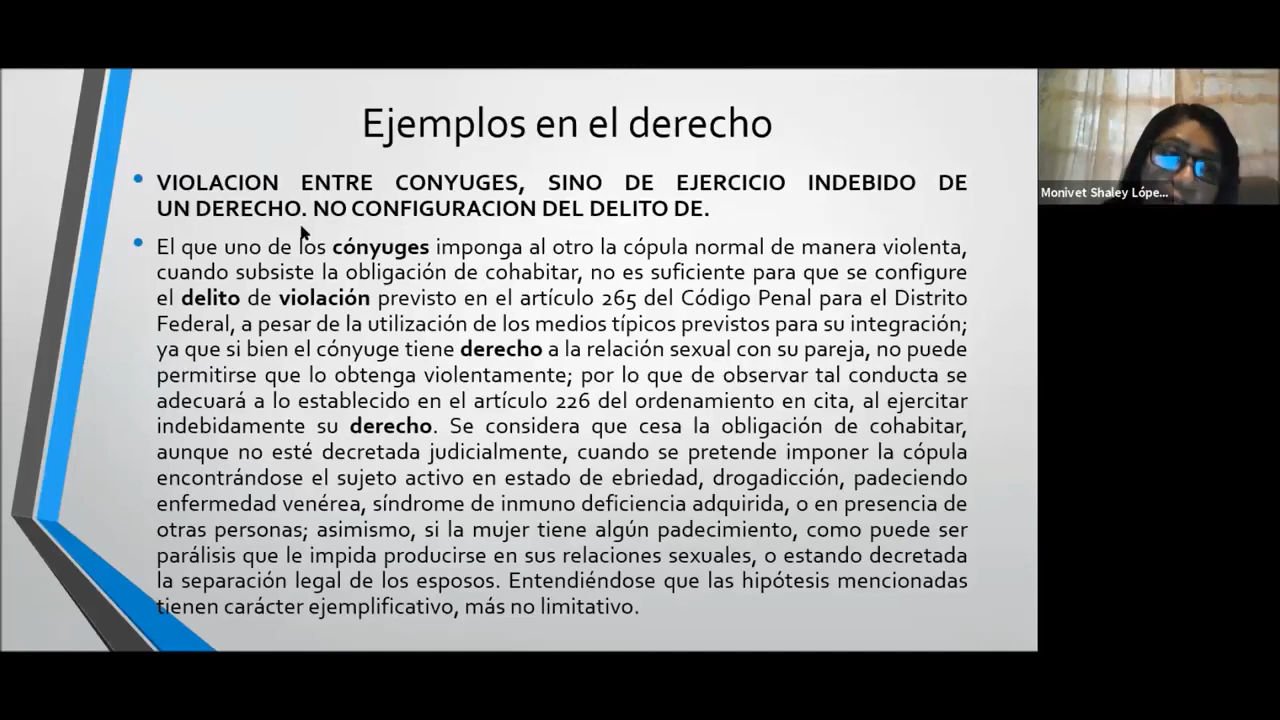 Ejemplos en el derecho
VIOLACION ENTRE CONYUGES, SINO DE EJERCICIO INDEBIDO DE
UN DERECHO. NO CONFIGURACION DEL DELITO DE.
El que uno de los cónyuges imponga al otro la cópula normal de manera violenta,
cuando subsiste la obligación de cohabitar, no es suficiente para que se configure
el delito de violación previsto en el artículo 265 del Código Penal para el Distrito
Federal, a pesar de la utilización de los medios típicos previstos para su integración;
ya que si bien el cónyuge tiene derecho a la relación sexual con su pareja, no puede
permitirse que lo obtenga violentamente; por lo que de observar tal conducta se
adecuará a lo establecido en el artículo 226 del ordenamiento en cita, al ejercitar
indebidamente su derecho. Se considera que cesa la obligación de cohabitar,
aunque no esté decretada judicialmente, cuando se pretende imponer la cópula
encontrándose el sujeto activo en estado de ebriedad, drogadicción, padeciendo
enfermedad venérea, síndrome de inmuno deficiencia adquirida, o en presencia de
otras personas; asimismo, si la mujer tiene algún padecimiento, como puede ser
parálisis que le impida producirse en sus relaciones sexuales, o estando decretada
la separación legal de los esposos. Entendiéndose que las hipótesis mencionadas
tienen carácter ejemplificativo, más no limitativo.
Monivet Shaley Lópe...